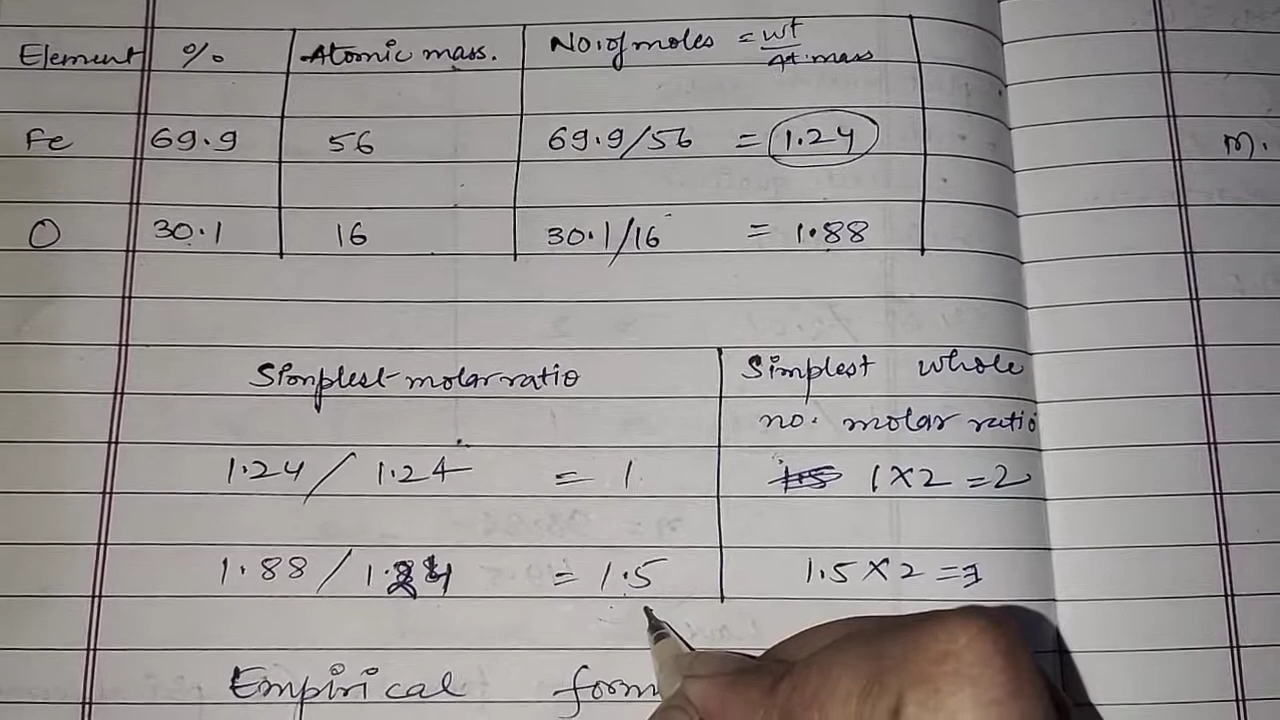 Element % Atomic mass. No. of moles = wt / At. mass
Fe 69.9 56 69.9/56 = 1.24 m.
O 30.1 16 30.1/16 = 1.88
Simplest molar ratio Simplest whole
no. molar ratio
1.24 / 1.24 = 1 1×2 = 2
1.88 / 1.24 = 1.5 1.5×2 =3
Empirical form